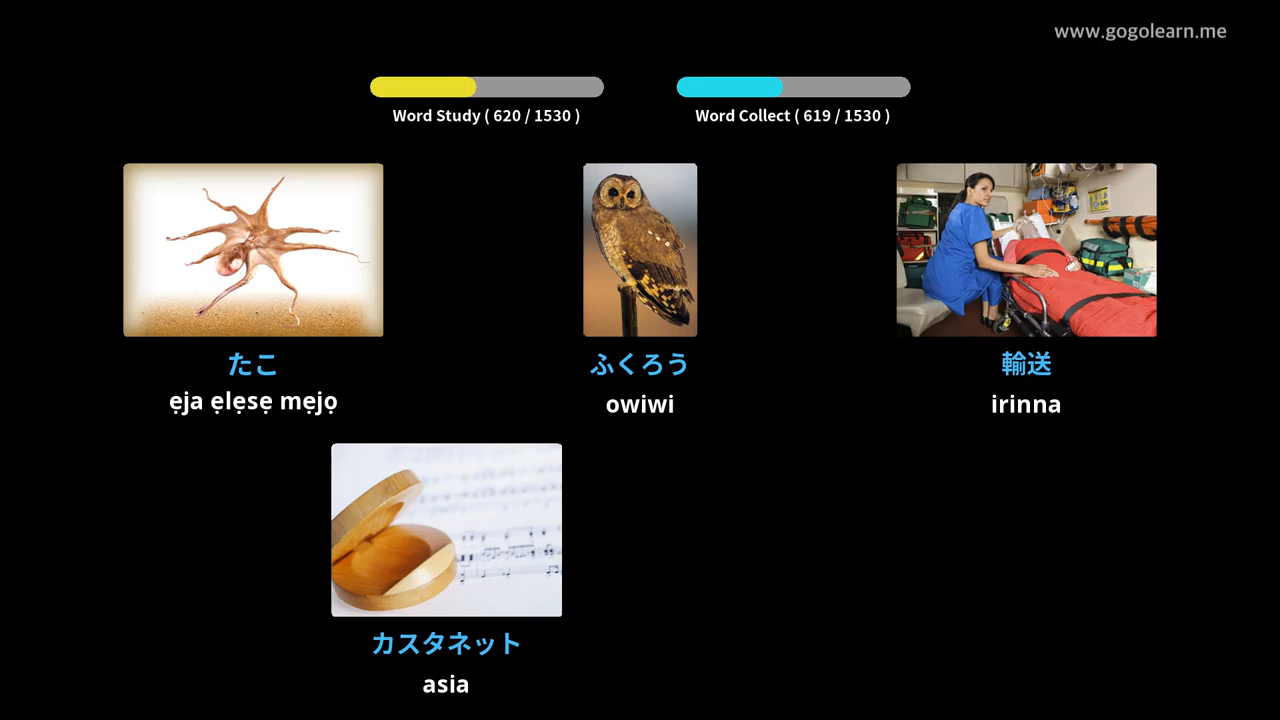 www.gogolearn.me
Word Study ( 620 / 1530 )
Word Collect ( 619 / 1530 )
たこ
ẹja ẹlẹsẹ mẹjọ
ふくろう
owiwi
輸送
irinna
カスタネット
asia